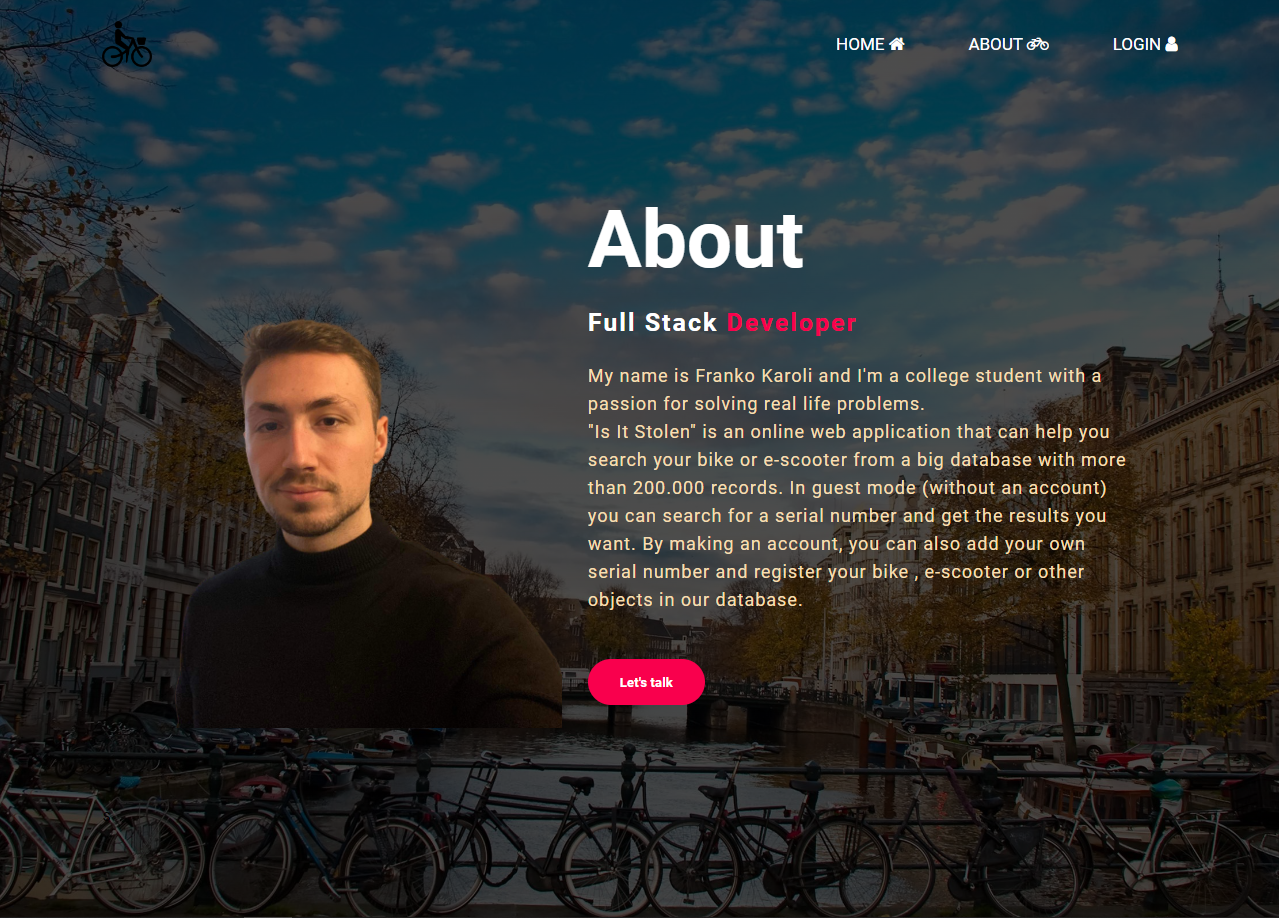 HOME ABOUT LOGIN
About
Full Stack Developer
My name is Franko Karoli and I'm a college student with a
passion for solving real life problems.
"Is It Stolen" is an online web application that can help you
search your bike or e-scooter from a big database with more
than 200.000 records. In guest mode (without an account)
you can search for a serial number and get the results you
want. By making an account, you can also add your own
serial number and register your bike , e-scooter or other
objects in our database.
Let's talk